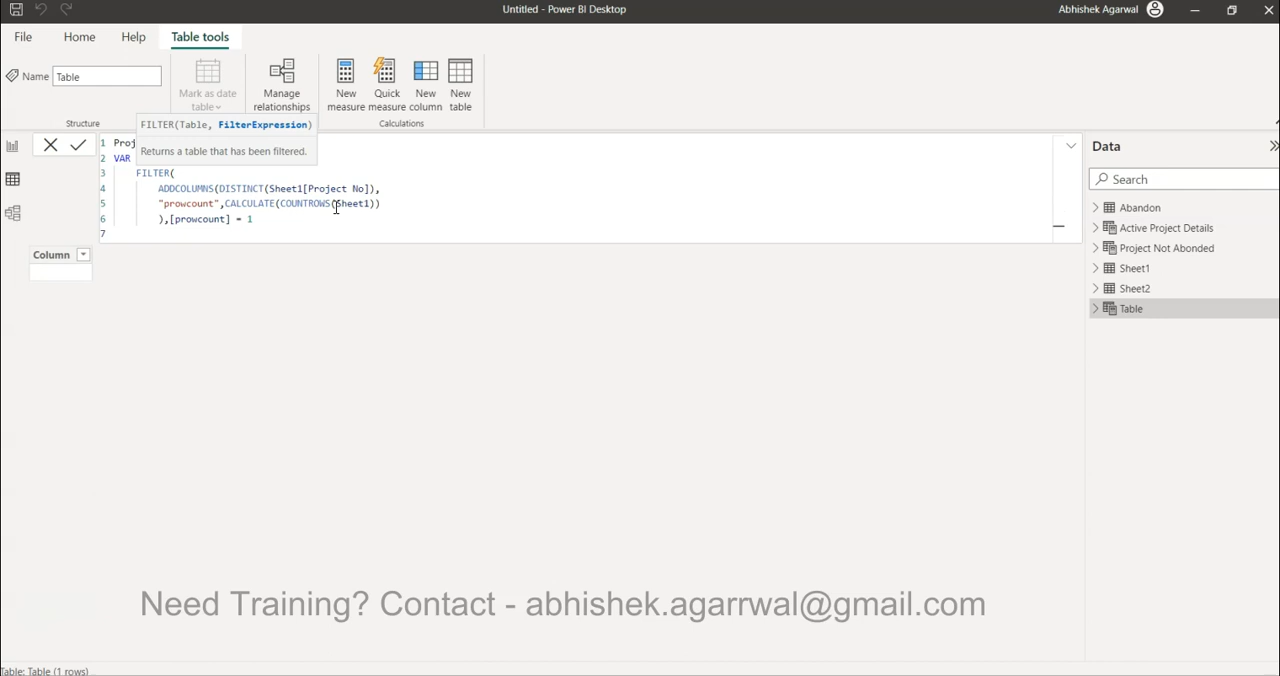 Untitled - Power BI Desktop
Abhishek Agarwal
File
Home
Help
Table tools
Name
Table
Mark as date
table
Manage
relationships
New
measure
Quick
measure
New
column
New
table
Structure
Calculations
FILTER(Table, FilterExpression)
Returns a table that has been filtered.
1 Proj
2 VAR
3 FILTER(
4 ADDCOLUMNS(DISTINCT(Sheet1[Project No]),
5 "prowcount",CALCULATE(COUNTROWS(Sheet1))
6 ),[prowcount] = 1
7
Column
Data
Search
Abandon
Active Project Details
Project Not Abonded
Sheet1
Sheet2
Table
Need Training? Contact - abhishek.agarrwal@gmail.com
Table: Table (1 rows)